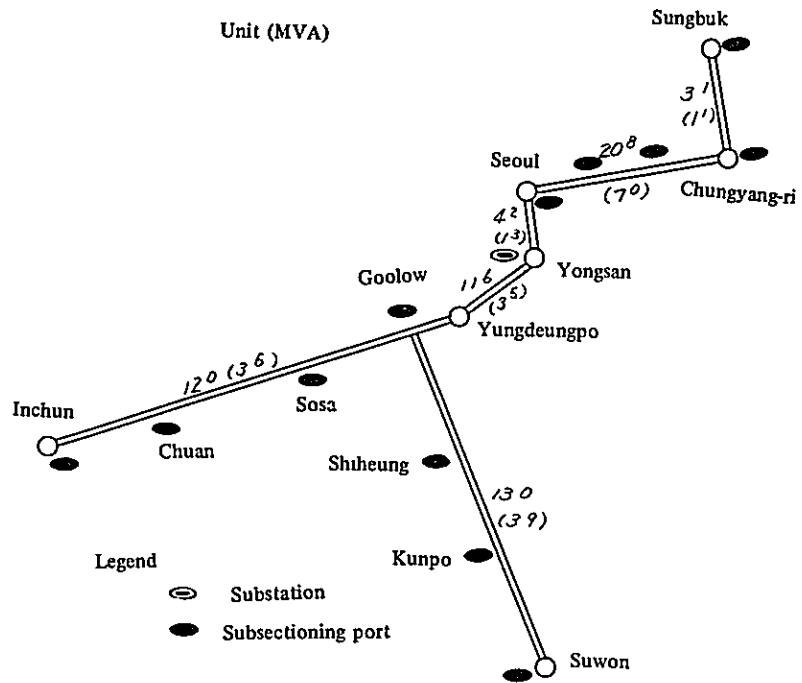 Unit (MVA)
Sungbuk
3¹
(1¹)
Seoul
20⁸
(7⁰)
Chungyang-ri
4²
(1³)
Yongsan
Goolow
11⁶
(3⁵)
Yungdeungpo
12⁰ (3⁶)
Inchun
Sosa
Chuan
Shiheung
13⁰
(3⁹)
Legend
Kunpo
Substation
Subsectioning port
Suwon